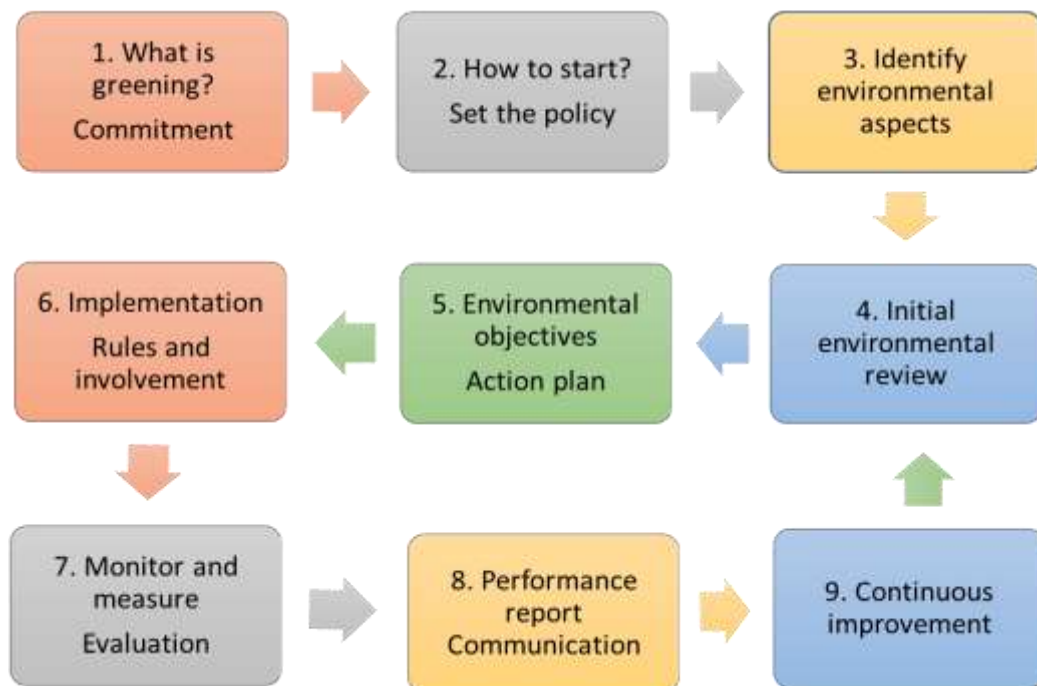 1. What is
greening?
Commitment
2. How to start?
Set the policy
3. Identify
environmental
aspects
4. Initial
environmental
review
5. Environmental
objectives
Action plan
6. Implementation
Rules and
involvement
7. Monitor and
measure
Evaluation
8. Performance
report
Communication
9. Continuous
improvement